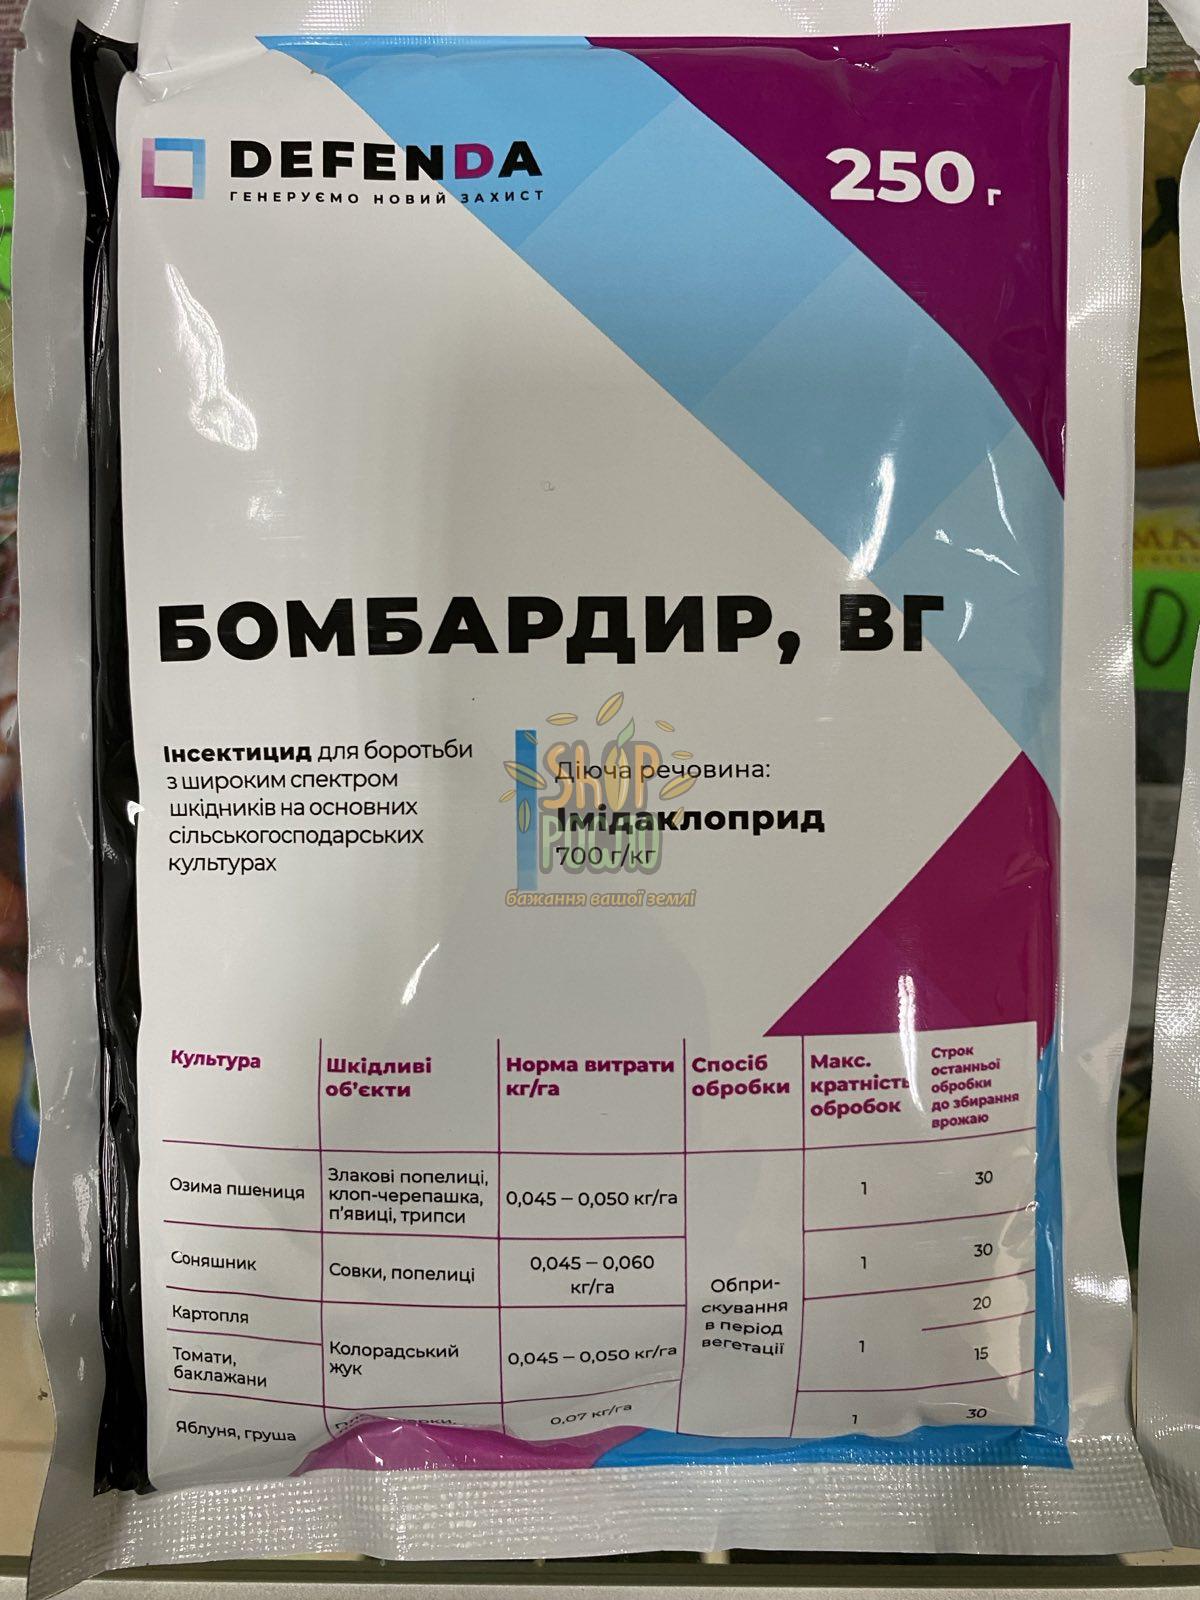 DEFENDA
ГЕНЕРУЄМО НОВИЙ ЗАХИСТ
250 г
БОМБАРДИР, ВГ
Інсектицид для боротьби
з широким спектром
шкідників на основних
сільськогосподарських
культурах
Діюча речовина:
Імідаклоприд
700 г/кг
SHOP
РОСЛО
бажання вашої землі
Культура
Шкідливі
об'єкти
Норма витрати
кг/га
Спосіб
обробки
Макс.
кратність
обробок
Строк
останньої
обробки
до збирання
врожаю
Озима пшениця
Злакові попелиці,
клоп-черепашка,
п'явиці, трипси
0,045 – 0,050 кг/га
Обпри-
скування
в період
вегетації
1
30
Соняшник
Совки, попелиці
0,045 – 0,060
кг/га
1
30
Картопля
Колорадський
жук
0,045 – 0,050 кг/га
1
20
Томати,
баклажани
15
Яблуня, груша
0,07 кг/га
1
30